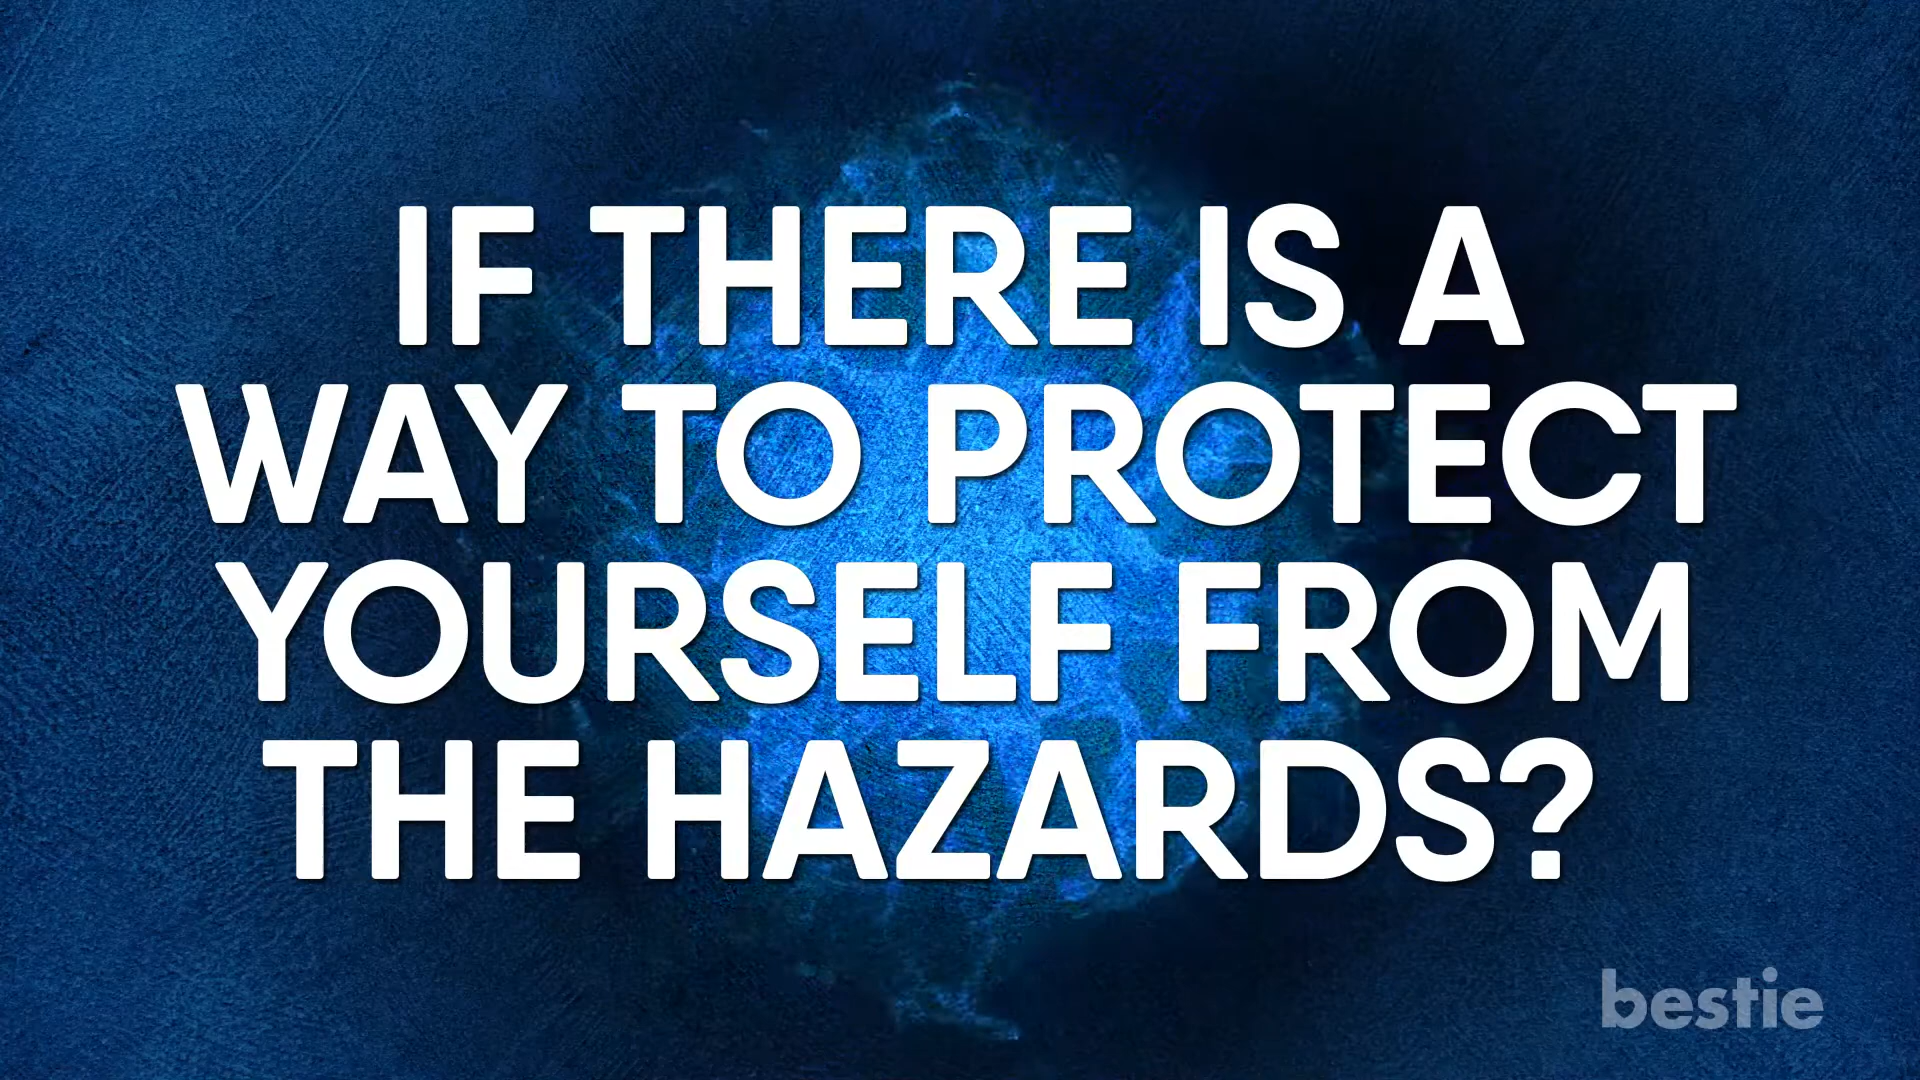 IF THERE IS A
WAY TO PROTECT
YOURSELF FROM
THE HAZARDS?
bestie